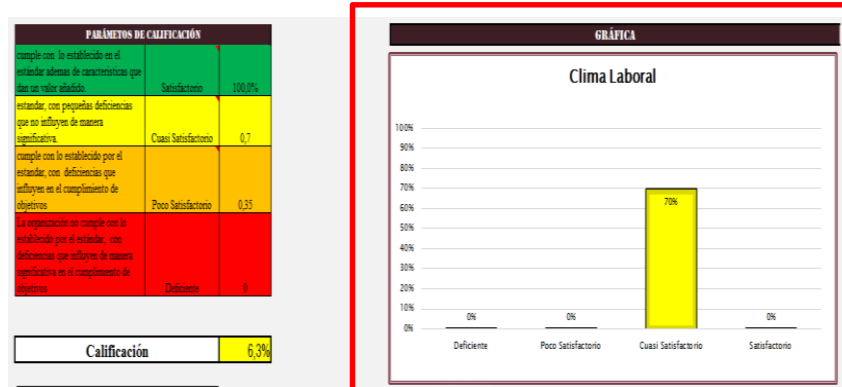 PARÁMETOS DE CALIFICACIÓN
cumple con lo establecido en el
estándar ademas de caracteristicas que
dan un valor añadido.
Satisfactorio
100,0%
estandar, con pequeñas deficiencias
que no influyen de manera
significativa.
Cuasi Satisfactorio
0,7
cumple con lo establecido por el
estandar, con deficiencias que
influyen en el cumplimiento de
objetivos
Poco Satisfactorio
0,35
La organización no cumple con lo
establecido por el estándar, con
deficiencias que influyen de manera
significativa en el cumplimento de
objetivos
Deficiente
0
Calificación
6,3%
GRÁFICA
Clima Laboral
100%
90%
80%
70%
60%
50%
40%
30%
20%
10%
0%
0%
0%
70%
0%
Deficiente
Poco Satisfactorio
Cuasi Satisfactorio
Satisfactorio